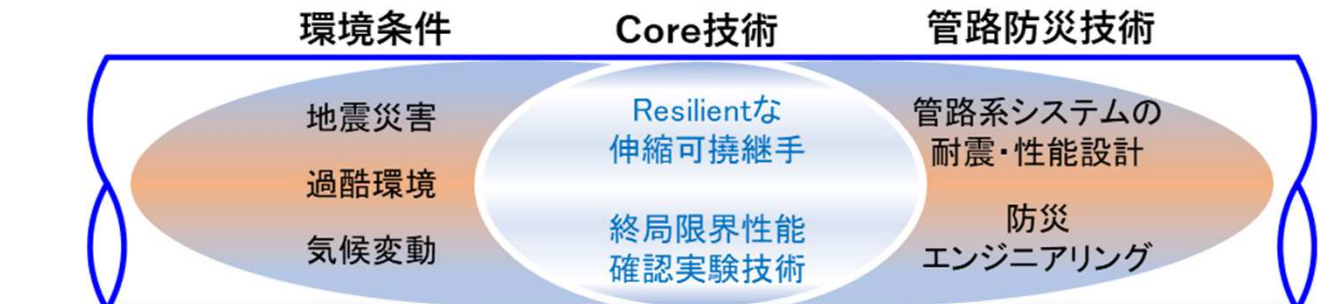 環境条件
Core技術
管路防災技術
地震災害
過酷環境
気候変動
Resilientな
伸縮可撓継手
終局限界性能
確認実験技術
管路系システムの
耐震・性能設計
防災
エンジニアリング